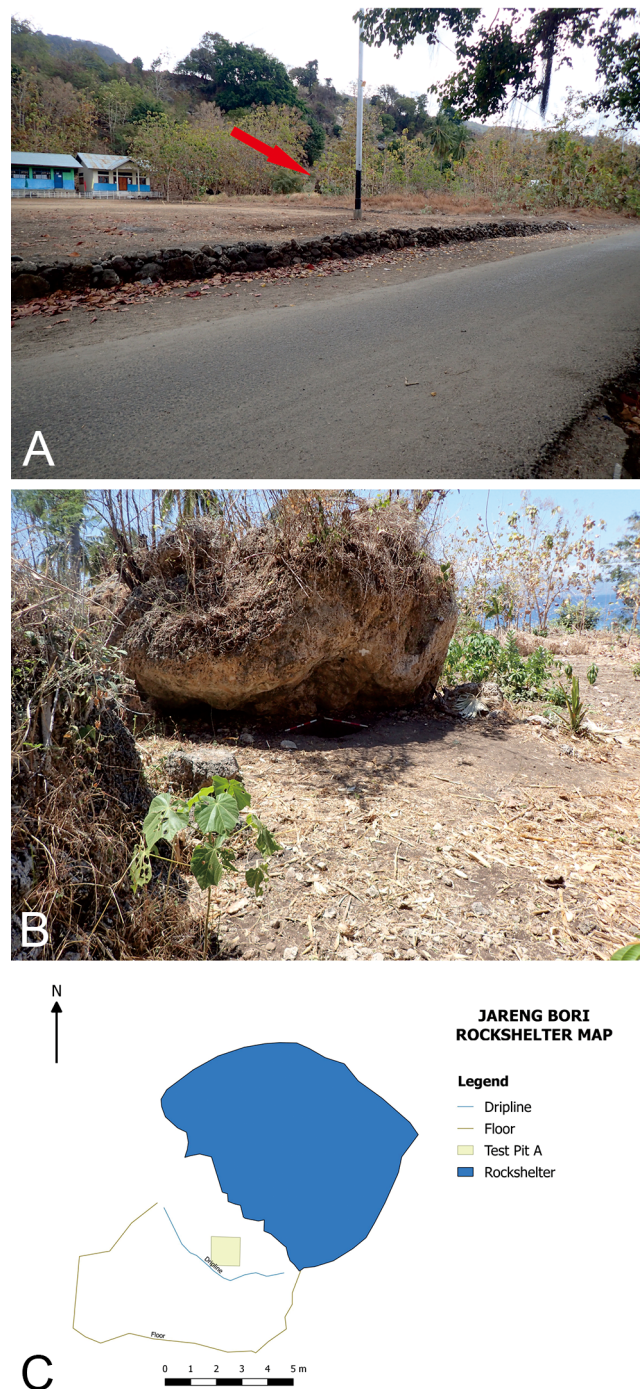 A
B
N
JARENG BORI
ROCKSHELTER MAP
Legend
Dripline
Floor
Test Pit A
Rockshelter
Dripline
Floor
C
0 1 2 3 4 5 m